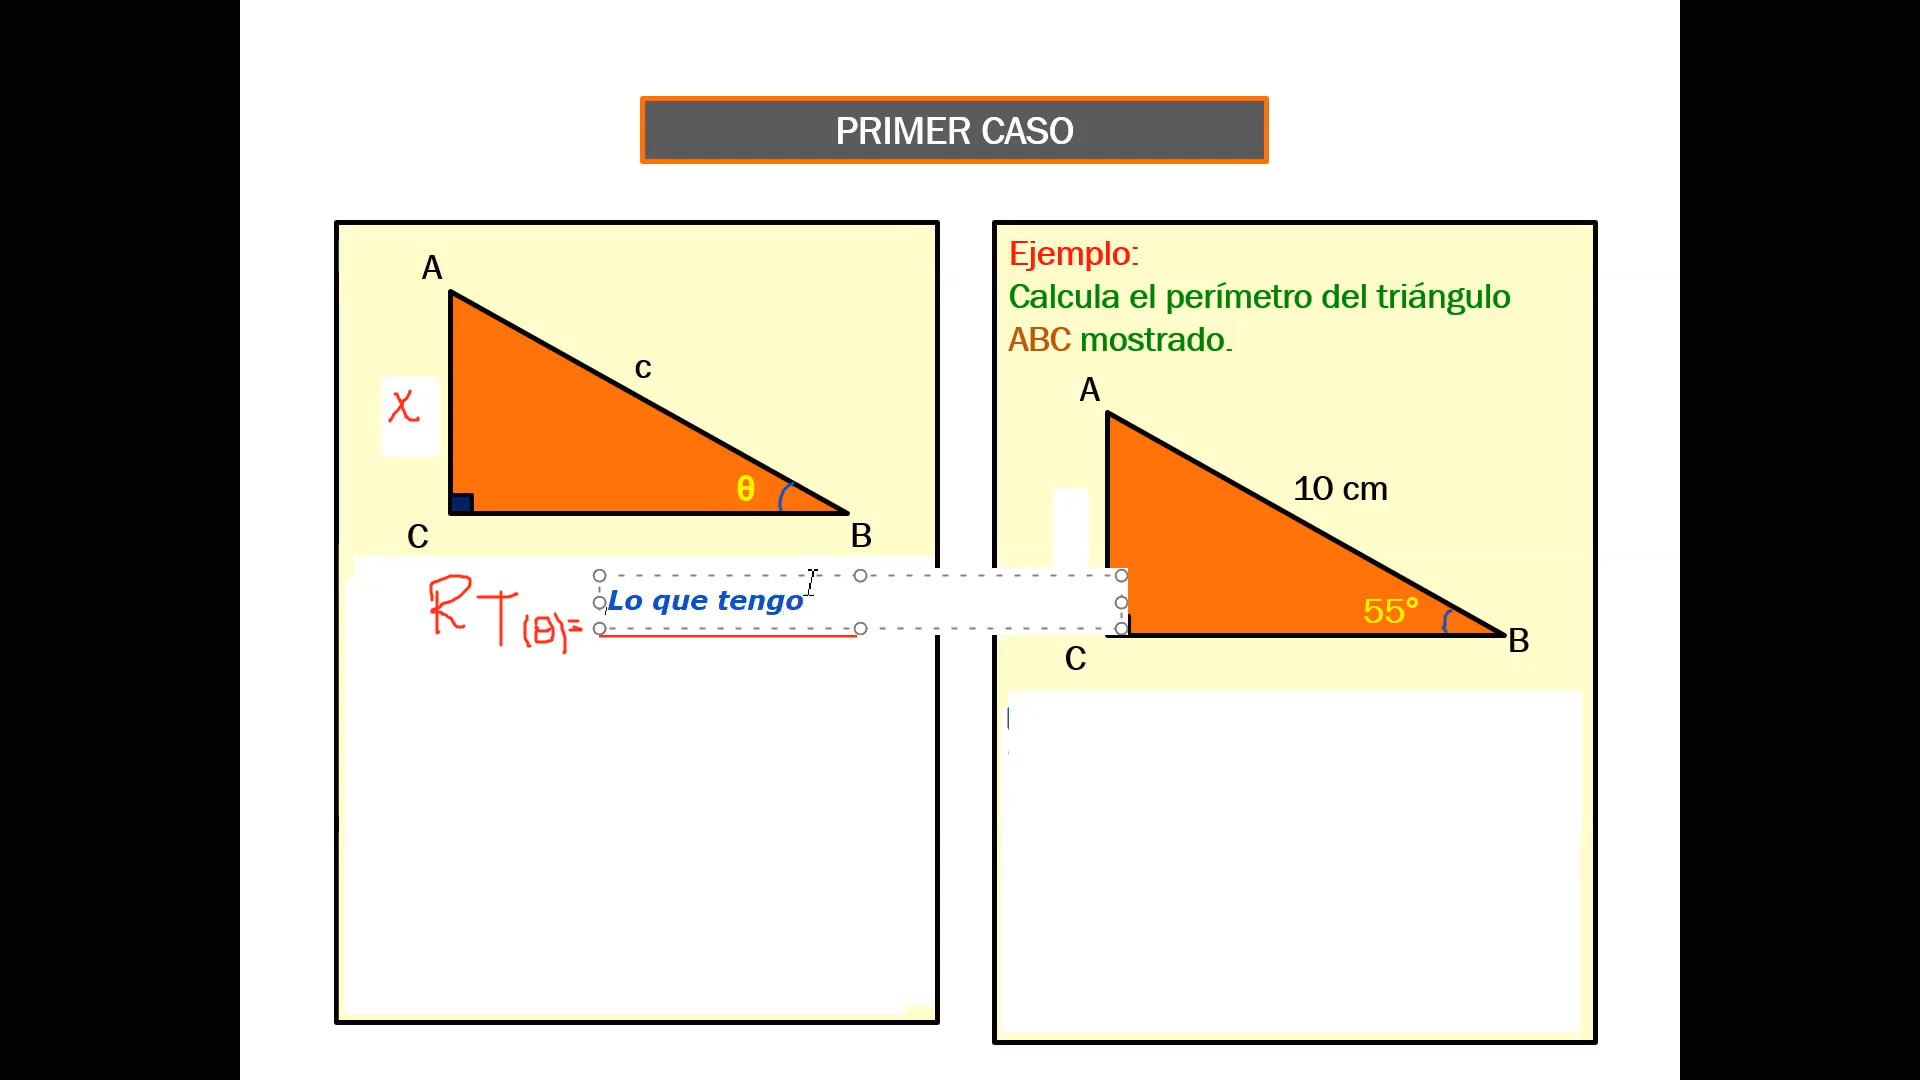 PRIMER CASO
A
c
x
θ
C
B
RT(θ)=
Lo que tengo
Ejemplo:
Calcula el perímetro del triángulo
ABC mostrado.
A
10 cm
55°
B
C